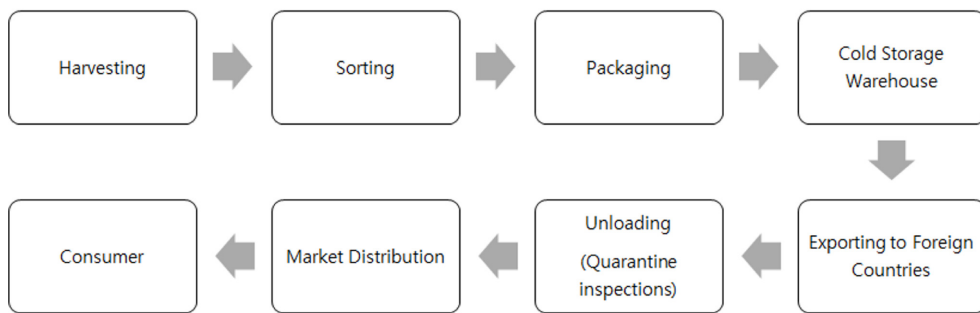 Harvesting
Sorting
Packaging
Cold Storage
Warehouse
Exporting to Foreign
Countries
Unloading
(Quarantine
inspections)
Market Distribution
Consumer